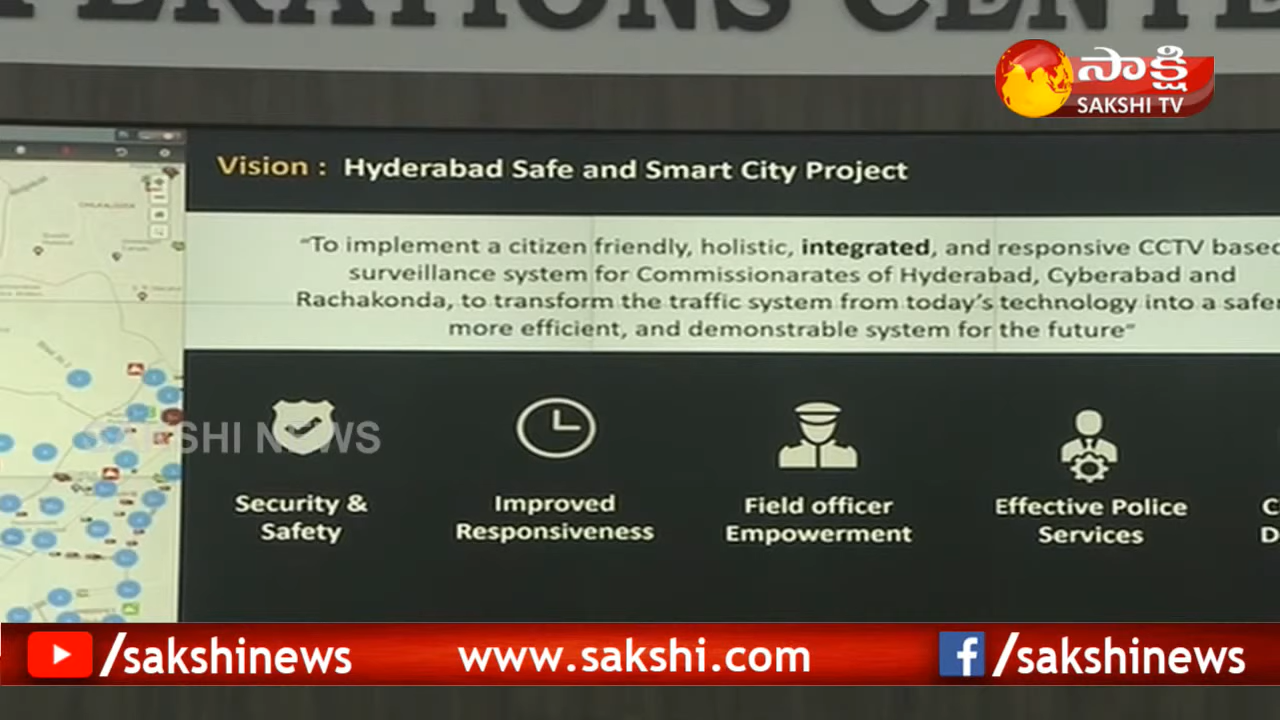 ERATIONS CENTE
సాక్షి
SAKSHI TV
Vision : Hyderabad Safe and Smart City Project
“To implement a citizen friendly, holistic, integrated, and responsive CCTV based
surveillance system for Commissionarates of Hyderabad, Cyberabad and
Rachakonda, to transform the traffic system from today’s technology into a safer
more efficient, and demonstrable system for the future”
SAKSHI NEWS
Security &
Safety
Improved
Responsiveness
Field officer
Empowerment
Effective Police
Services
C
D
/sakshinews
www.sakshi.com
/sakshinews